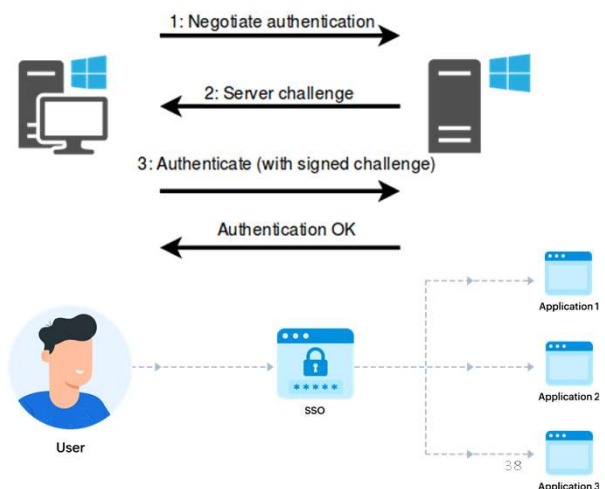 1: Negotiate authentication
2: Server challenge
3: Authenticate (with signed challenge)
Authentication OK
Application 1
*****
SSO
Application 2
User
38
Application 3